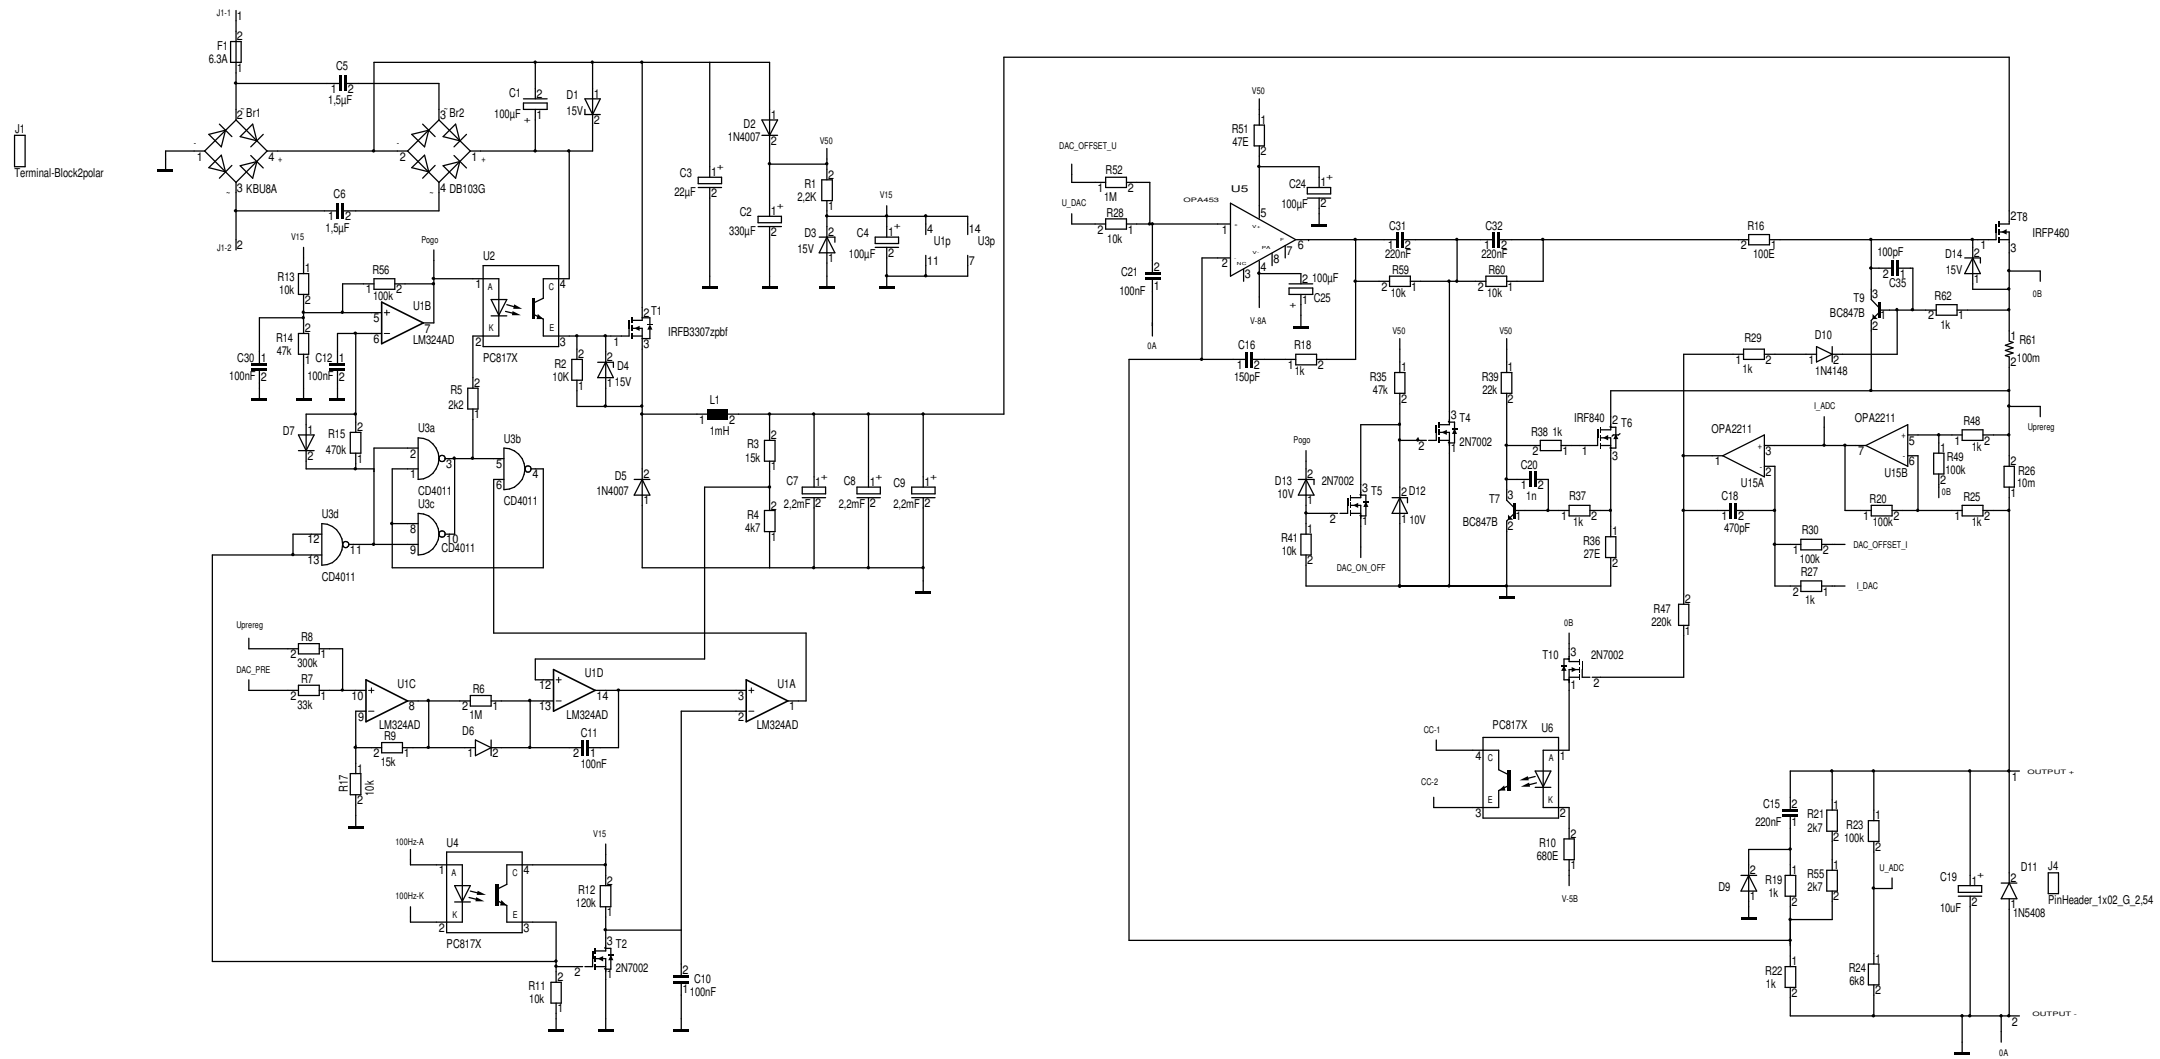 J1
Terminal-Block2polar
J1-1
F1
6.3A
Br1
KBU8A
J1-2
C5
1,5µF
C6
1,5µF
Br2
DB103G
C1
100µF
D1
15V
D2
1N4007
C3
22µF
C2
330µF
V50
R1
2,2K
D3
15V
V15
C4
100µF
U1p
U3p
4
11
14
7
V15
R13
10k
R14
47k
C30
100nF
C12
100nF
R56
100k
Pogo
U1B
LM324AD
U2
A
C
K
E
PC817X
R5
2k2
R2
10K
D4
15V
T1
IRFB3307zpbf
D7
R15
470k
U3a
CD4011
U3b
CD4011
U3c
CD4011
U3d
CD4011
L1
1mH
D5
1N4007
R3
15k
R4
4k7
C7
2,2mF
C8
2,2mF
C9
2,2mF
Uprereg
R8
300k
DAC_PRE
R7
33k
U1C
LM324AD
R6
1M
D6
R9
15k
R17
10k
U1D
LM324AD
C11
100nF
U1A
LM324AD
100Hz-A
100Hz-K
U4
A
C
K
E
PC817X
V15
R12
120k
T2
2N7002
R11
10k
C10
100nF
DAC_OFFSET_U
R52
1M
U_DAC
R28
10k
C21
100nF
0A
V50
R51
47E
U5
OPA453
V+
V-
PA
F
NC
C24
100µF
100µF
C25
V-8A
C16
150pF
R18
1k
C31
220nF
C32
220nF
R59
10k
R60
10k
R16
100E
V50
R35
47k
T4
2N7002
Pogo
D13
10V
2N7002
T5
D12
10V
R41
10k
DAC_ON_OFF
V50
R39
22k
R38 1k
IRF840
T6
C20
1n
T7
BC847B
R37
1k
R36
27E
T8
IRFP460
D14
15V
100pF
C35
T9
BC847B
R62
1k
0B
R61
100m
R29
1k
D10
1N4148
I_ADC
OPA2211
U15A
OPA2211
U15B
R48
1k
R49
100k
0B
Uprereg
R26
10m
R20
100k
R25
1k
C18
470pF
R30
100k
DAC_OFFSET_I
R27
1k
I_DAC
R47
220k
0B
T10
2N7002
PC817X
U6
CC-1
CC-2
C
A
E
K
R10
680E
V-5B
OUTPUT +
C15
220nF
R21
2k7
R23
100k
D9
R19
1k
R55
2k7
U_ADC
C19
10uF
D11
1N5408
J4
PinHeader_1x02_G_2,54
R22
1k
R24
6k8
OUTPUT -
0A